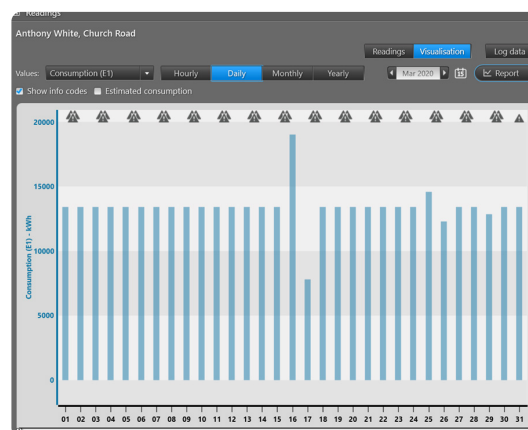 Readings
Anthony White, Church Road
Readings Visualisation Log data
Values: Consumption (E1) Hourly Daily Monthly Yearly Mar 2020 Report
Show info codes Estimated consumption
20000
15000
10000
5000
0
Consumption (E1) - kWh
01 02 03 04 05 06 07 08 09 10 11 12 13 14 15 16 17 18 19 20 21 22 23 24 25 26 27 28 29 30 31